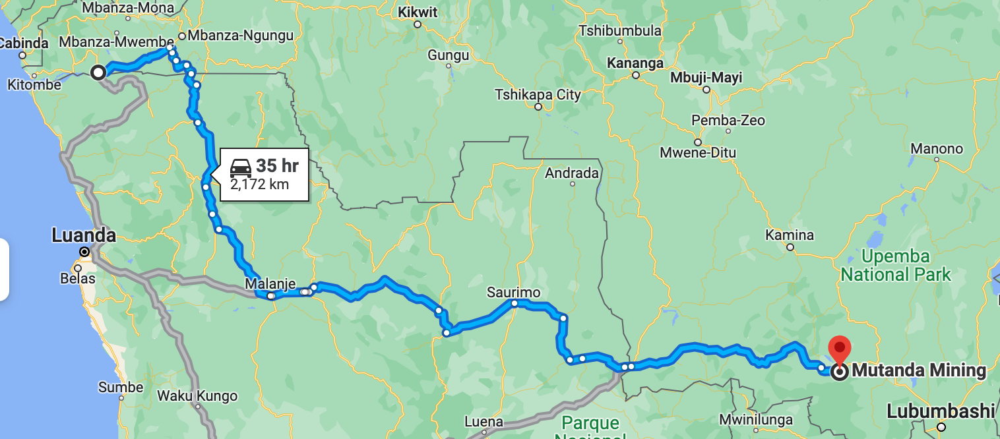 Mbanza-Mona
Kikwit
Cabinda
Mbanza-Mwembe
Mbanza-Ngungu
Tshibumbula
Gungu
Kananga
Kitombe
Mbuji-Mayi
Tshikapa City
Pemba-Zeo
Mwene-Ditu
Manono
35 hr
2,172 km
Andrada
Luanda
Kamina
Upemba
National Park
Belas
Malanje
Saurimo
Mutanda Mining
Sumbe
Waku Kungo
Lubumbashi
Luena
Parque
Nacional
Mwinilunga